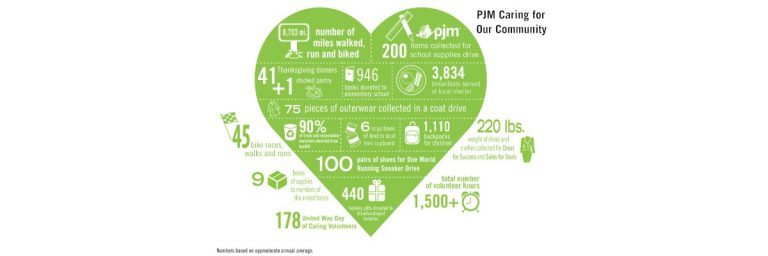 PJM Caring for
Our Community
8,703 mi.
number of
miles walked,
run and biked
pjm
200 items collected for
school supplies drive
41
+1
Thanksgiving dinners
stocked pantry
946
books donated to
elementary school
3,834
breakfasts served
at local shelter
75 pieces of outerwear collected in a coat drive
45 bike races,
walks and runs
90%
of trash and recyclable
materials diverted from
landfill
6 large boxes
of food to local
food cupboard
1,110
backpacks
for children
220 lbs.
weight of shoes and
clothes collected for Dress
for Success and Soles for Souls
100 pairs of shoes for One World
Running Sneaker Drive
9 boxes
of supplies
to members of
the armed forces
440
holiday gifts donated to
disadvantaged
families
total number
of volunteer hours
1,500+
178 United Way Day
of Caring Volunteers
Numbers based on approximate annual average.